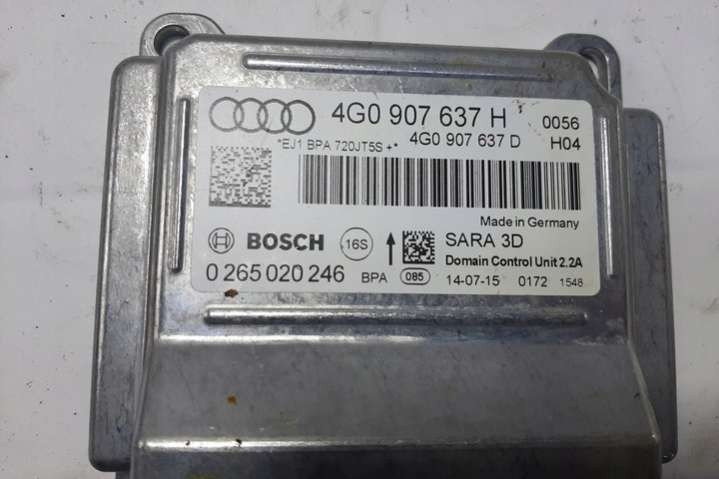 4G0 907 637 H 0056
*EJ1 BPA 720JT5S +* 4G0 907 637 D H04
Made in Germany
BOSCH 16S SARA 3D
Domain Control Unit 2.2A
0 265 020 246 BPA 085 14-07-15 0172 1548